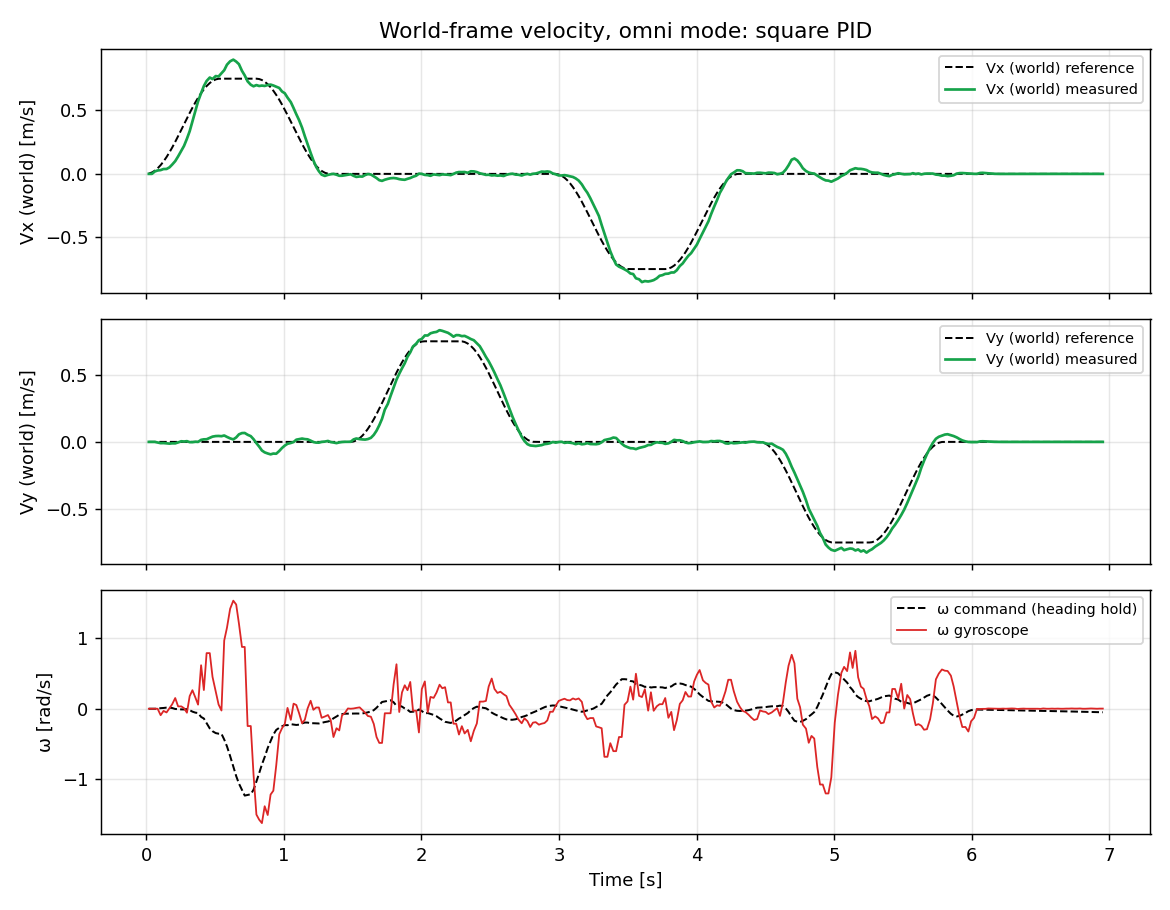 World-frame velocity, omni mode: square PID
Vx (world) [m/s]
0.5
0.0
−0.5
Vx (world) reference
Vx (world) measured
Vy (world) [m/s]
0.5
0.0
−0.5
Vy (world) reference
Vy (world) measured
ω [rad/s]
1
0
−1
ω command (heading hold)
ω gyroscope
0 1 2 3 4 5 6 7
Time [s]